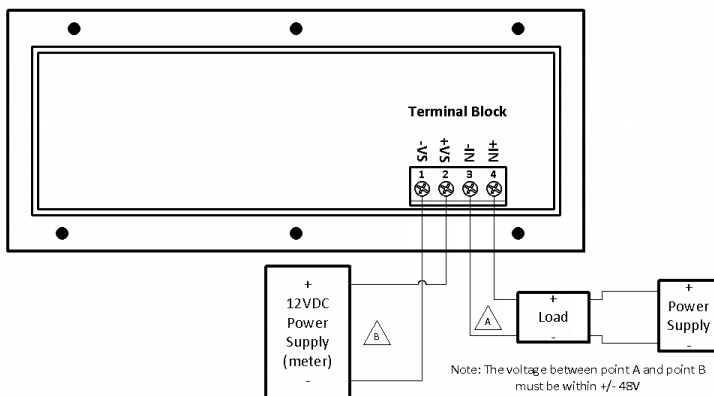 Terminal Block
-VS +VS -IN +IN
1 2 3 4
+
12VDC
Power
Supply
(meter)
-
B
A
+
Load
-
+
Power
Supply
-
Note: The voltage between point A and point B
must be within +/- 48V